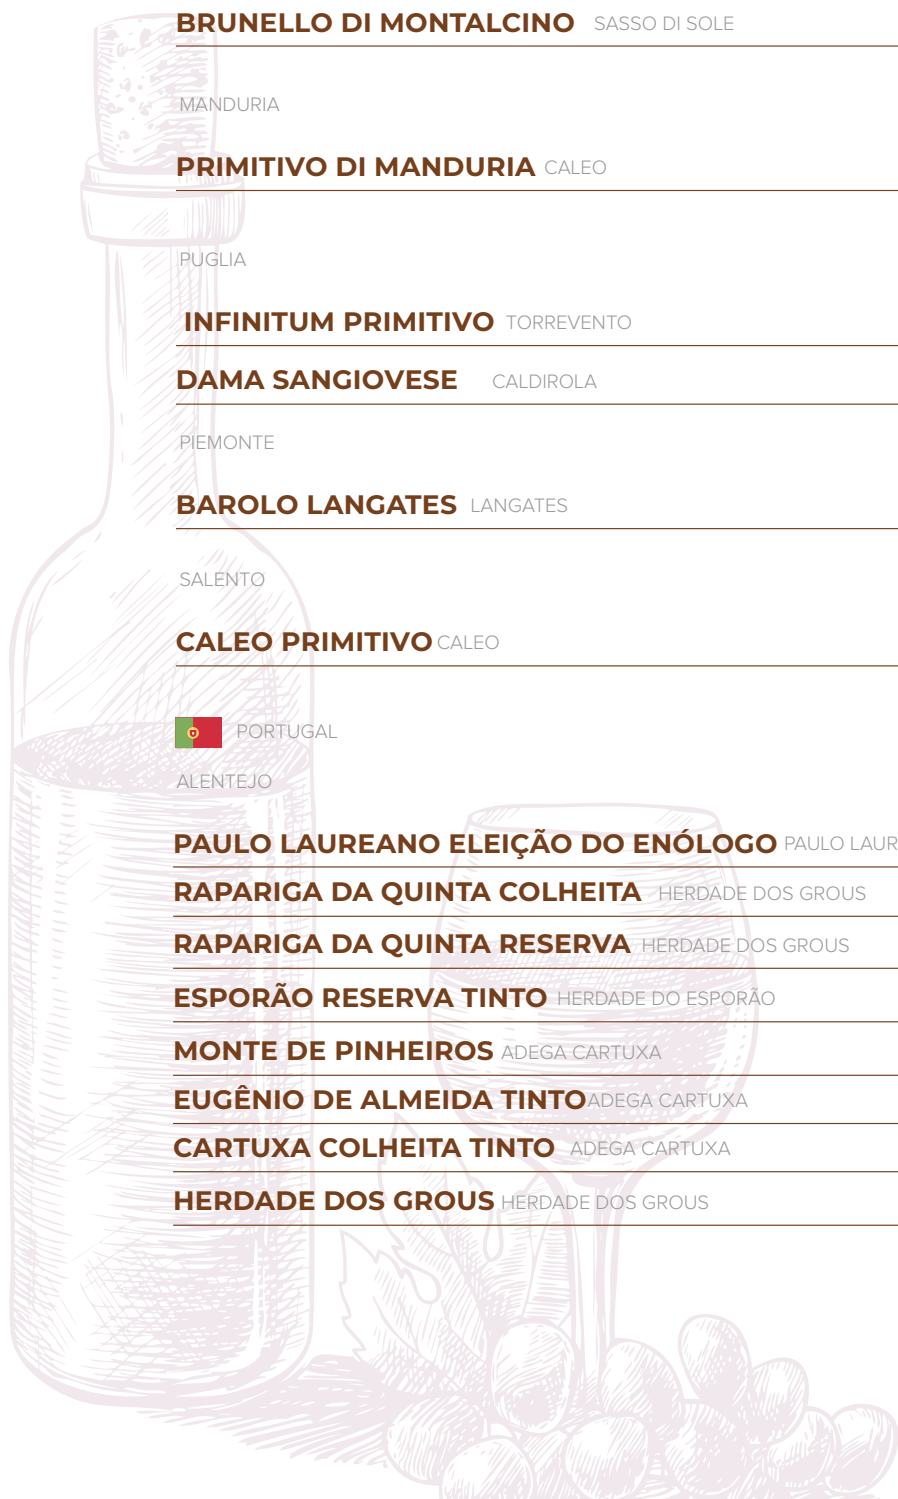 BRUNELLO DI MONTALCINO SASSO DI SOLE
MANDURIA
PRIMITIVO DI MANDURIA CALEO
PUGLIA
INFINITUM PRIMITIVO TORREVENTO
DAMA SANGIOVESE CALDIROLA
PIEMONTE
BAROLO LANGATES LANGATES
SALENTO
CALEO PRIMITIVO CALEO
PORTUGAL
ALENTEJO
PAULO LAUREANO ELEIÇÃO DO ENÓLOGO PAULO LAUR
RAPARIGA DA QUINTA COLHEITA HERDADE DOS GROUS
RAPARIGA DA QUINTA RESERVA HERDADE DOS GROUS
ESPORÃO RESERVA TINTO HERDADE DO ESPORÃO
MONTE DE PINHEIROS ADEGA CARTUXA
EUGÊNIO DE ALMEIDA TINTO ADEGA CARTUXA
CARTUXA COLHEITA TINTO ADEGA CARTUXA
HERDADE DOS GROUS HERDADE DOS GROUS